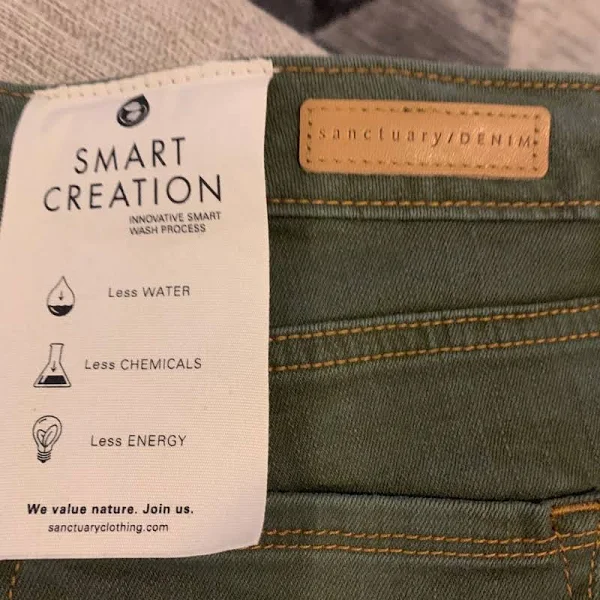 SMART
CREATION
INNOVATIVE SMART
WASH PROCESS
Less WATER
Less CHEMICALS
Less ENERGY
We value nature. Join us.
sanctuaryclothing.com
sanctuary/DENIM